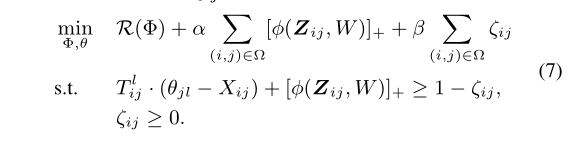 min_{Φ,θ} R(Φ) + α ∑_{(i,j)∈Ω} [ϕ(Z_{ij}, W)]_+ + β ∑_{(i,j)∈Ω} ζ_{ij}
s.t. T^l_{ij} · (θ_{jl} − X_{ij}) + [ϕ(Z_{ij}, W)]_+ ≥ 1 − ζ_{ij}, (7)
ζ_{ij} ≥ 0.